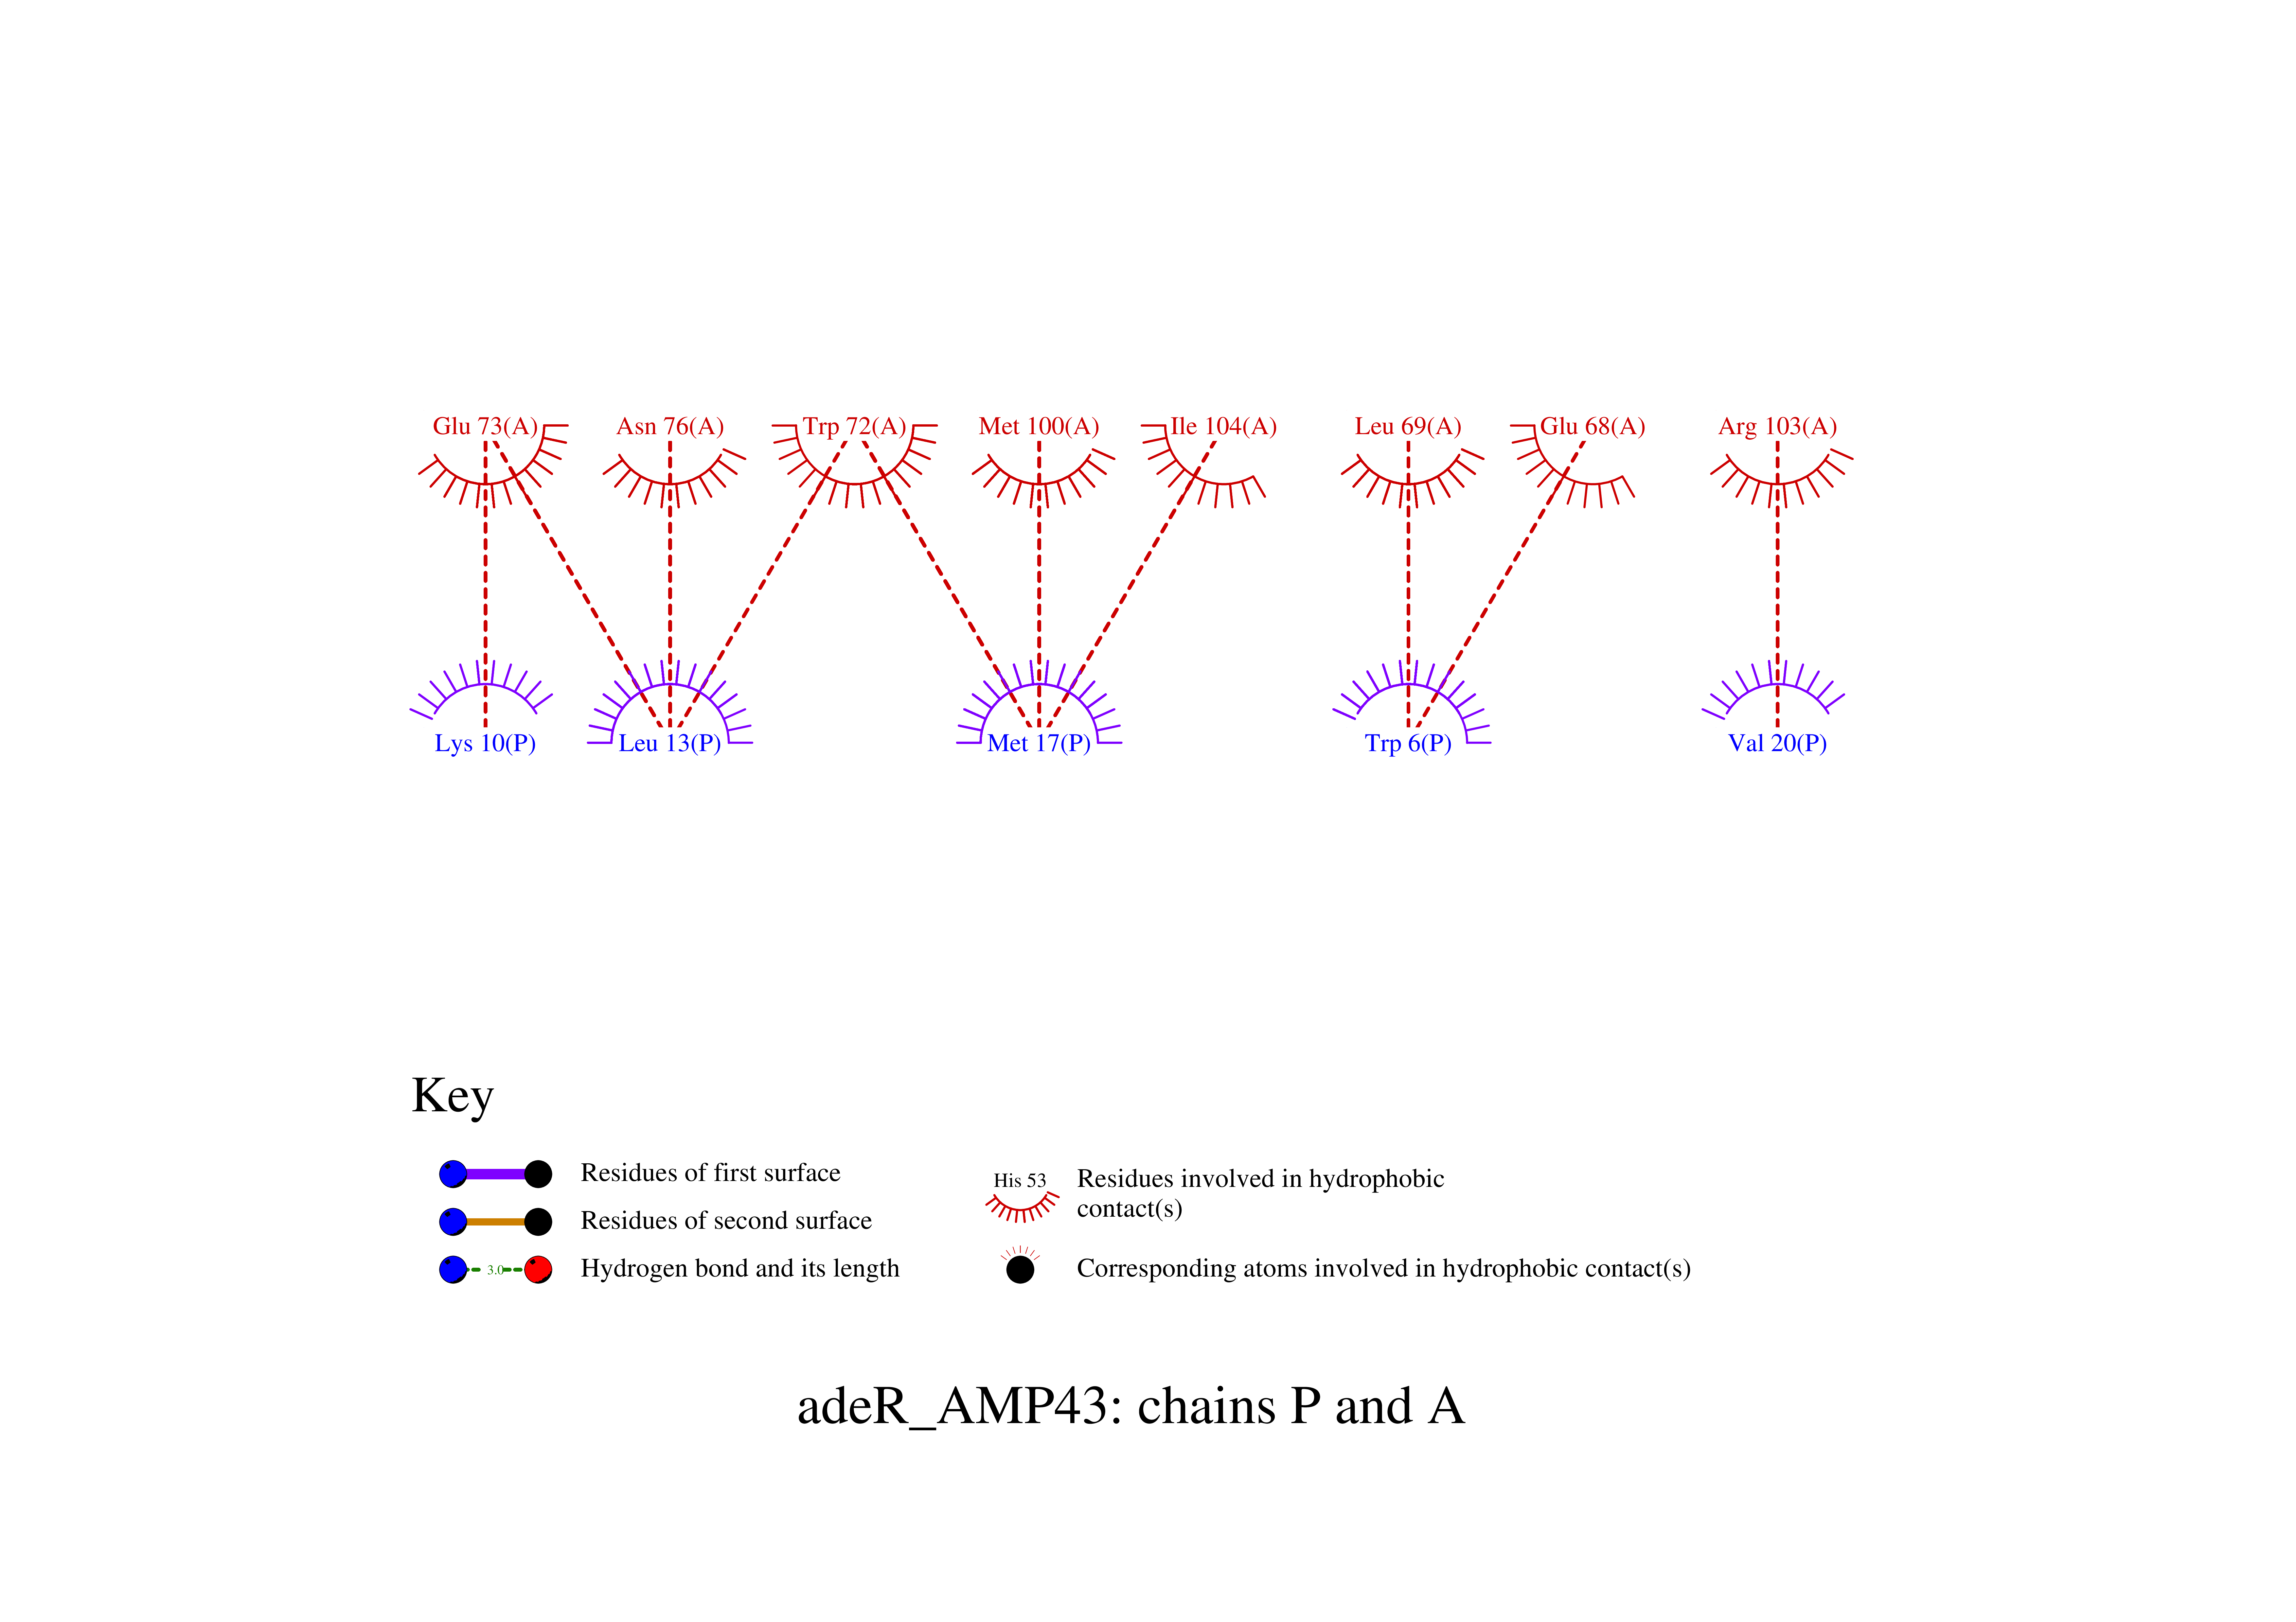 Glu 73(A) Asn 76(A) Trp 72(A) Met 100(A) Ile 104(A) Leu 69(A) Glu 68(A) Arg 103(A)
Lys 10(P) Leu 13(P) Met 17(P) Trp 6(P) Val 20(P)
Key
Residues of first surface
Residues of second surface
3.0 Hydrogen bond and its length
His 53 Residues involved in hydrophobic
contact(s)
Corresponding atoms involved in hydrophobic contact(s)
adeR_AMP43: chains P and A